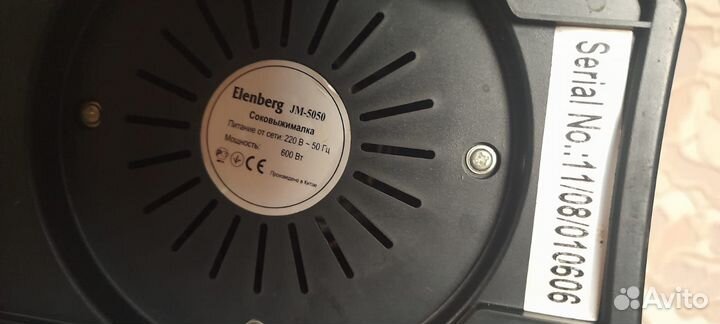 Elenberg JM-5050
Соковыжималка
Питание от сети: 220 В ~ 50 Гц
Мощность: 600 Вт
CE
Произведено в Китае
Serial No.:11/08/010606
Avito